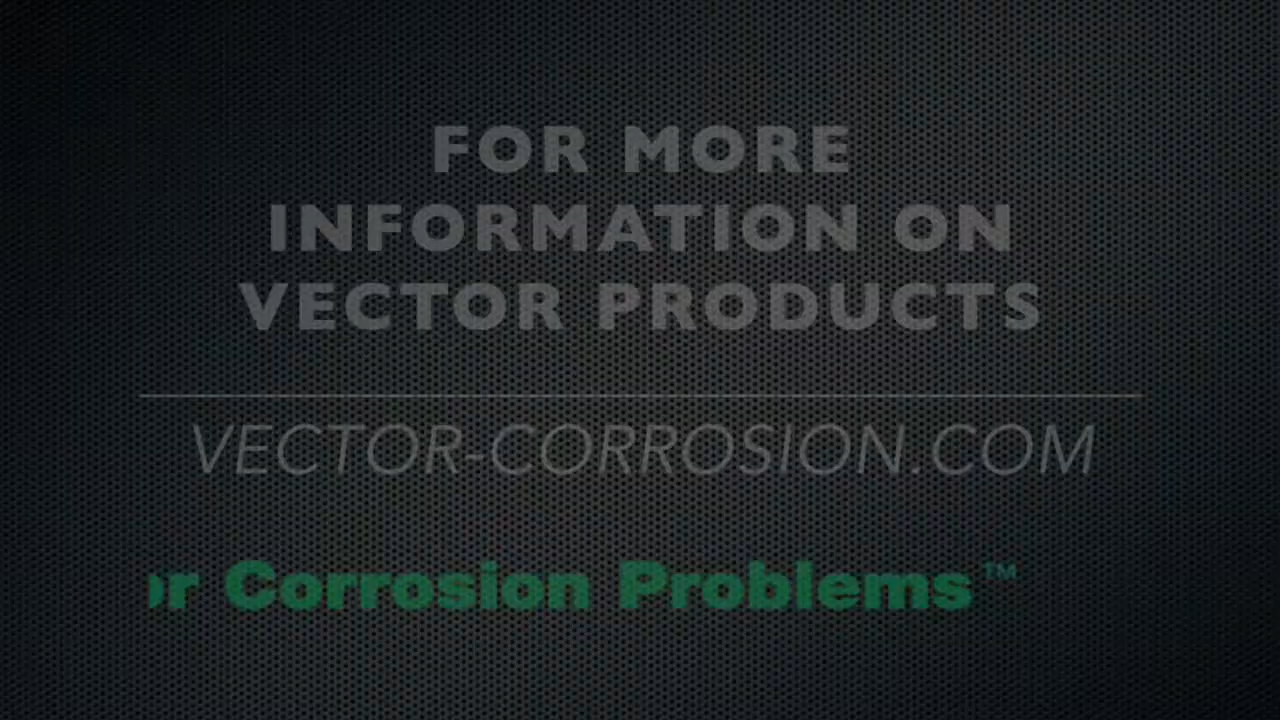 FOR MORE
INFORMATION ON
VECTOR PRODUCTS
VECTOR-CORROSION.COM
r Corrosion Problems™